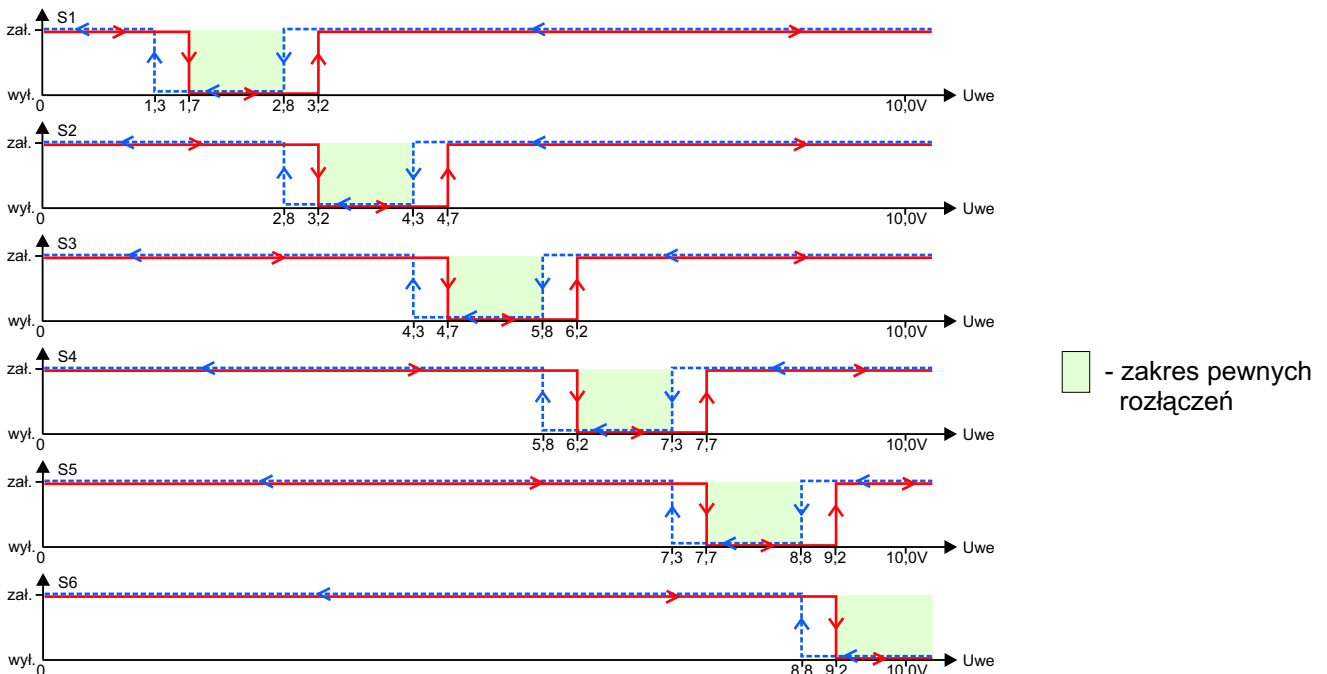 S1
zał.
wył.
0 1,3 1,7 2,8 3,2 10,0V Uwe
S2
zał.
wył.
0 2,8 3,2 4,3 4,7 10,0V Uwe
S3
zał.
wył.
0 4,3 4,7 5,8 6,2 10,0V Uwe
S4
zał.
wył.
0 5,8 6,2 7,3 7,7 10,0V Uwe
- zakres pewnych
rozłączeń
S5
zał.
wył.
0 7,3 7,7 8,8 9,2 10,0V Uwe
S6
zał.
wył.
0 8,8 9,2 10,0V Uwe